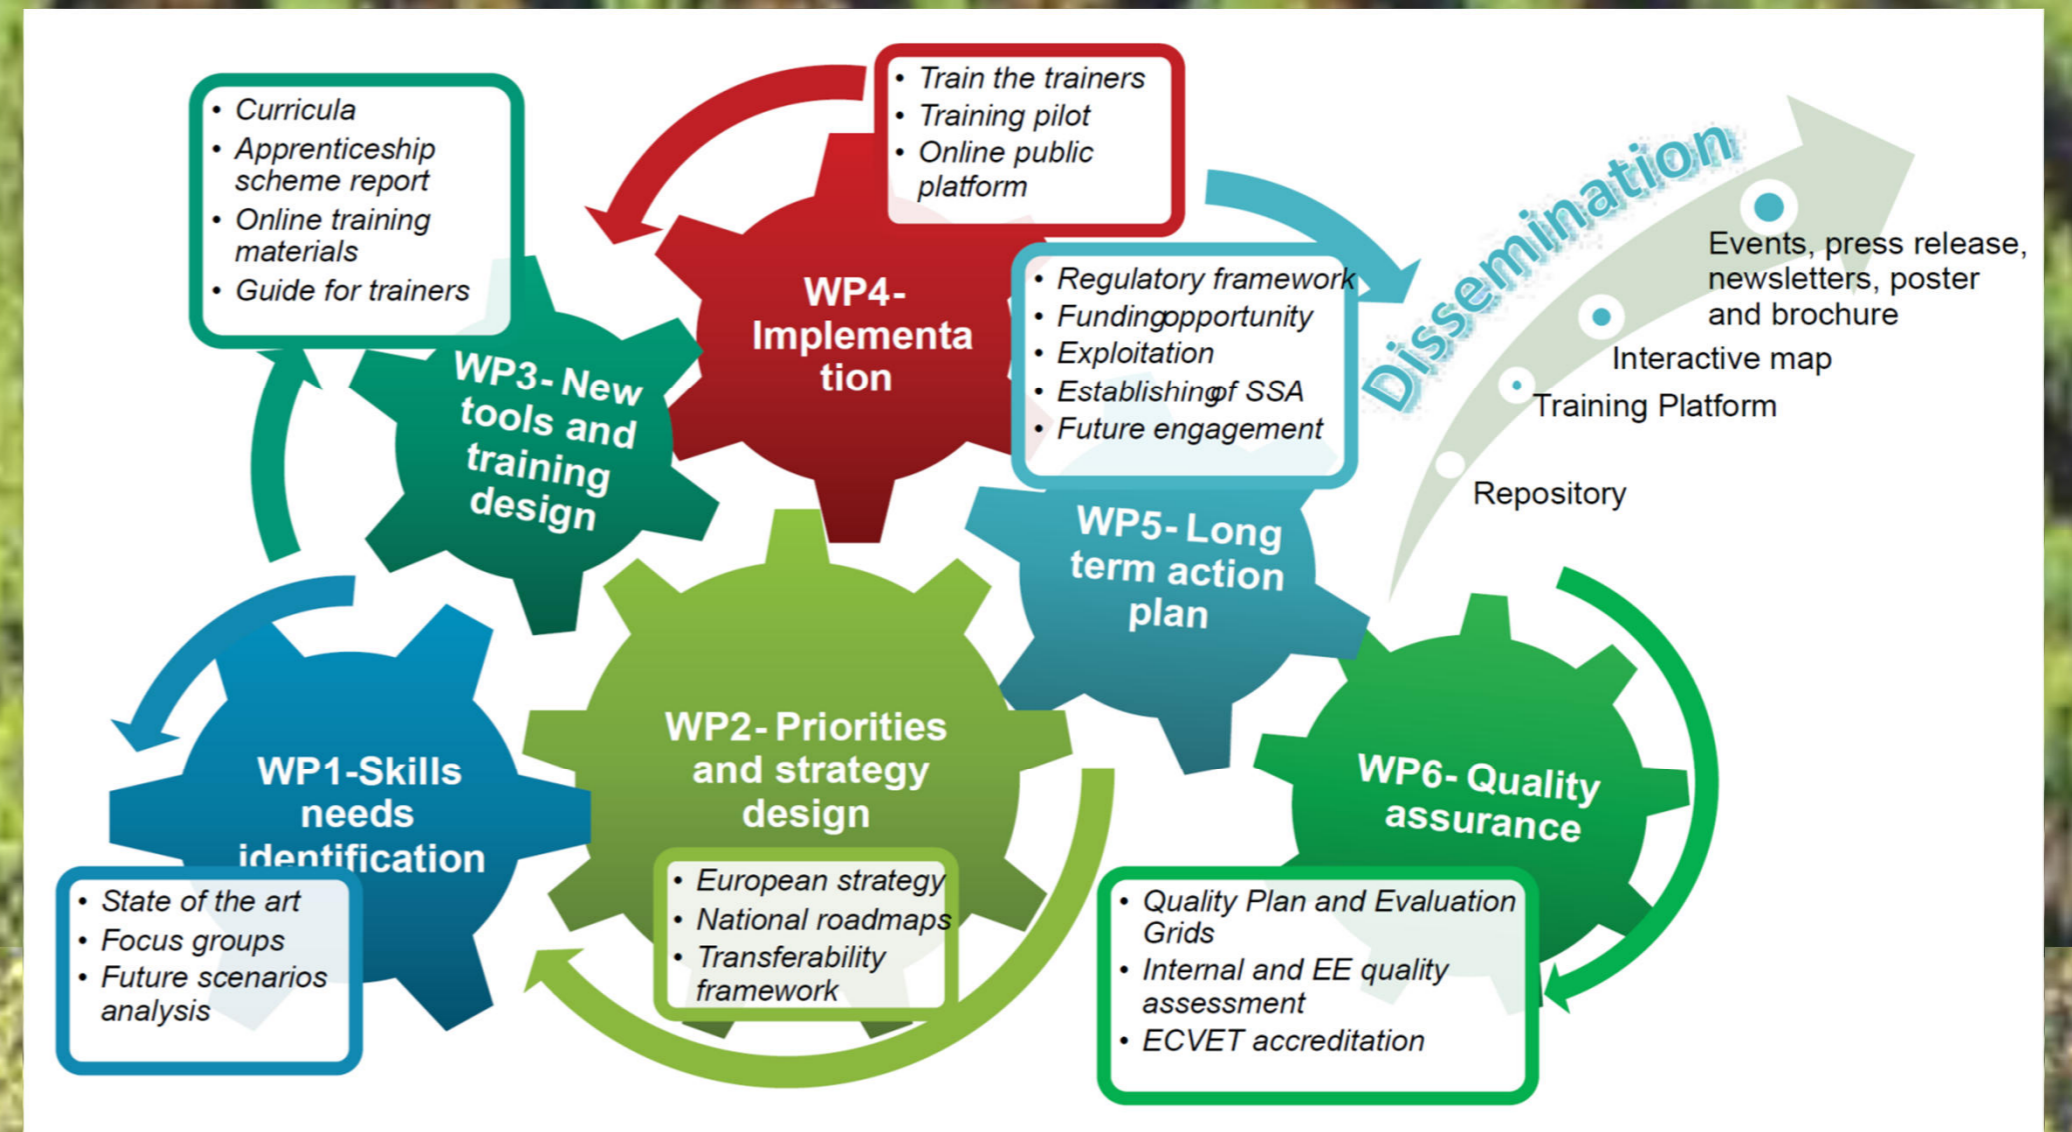 • Curricula
• Apprenticeship
scheme report
• Online training
materials
• Guide for trainers
• Train the trainers
• Training pilot
• Online public
platform
• Regulatory framework
• Funding opportunity
• Exploitation
• Establishing of SSA
• Future engagement
Dissemination
Events, press release,
newsletters, poster
and brochure
Interactive map
Training Platform
Repository
WP4-
Implementa
tion
WP3- New
tools and
training
design
WP5- Long
term action
plan
WP1-Skills
needs
identification
• State of the art
• Focus groups
• Future scenarios
analysis
WP2- Priorities
and strategy
design
• European strategy
• National roadmaps
• Transferability
framework
WP6- Quality
assurance
• Quality Plan and Evaluation
Grids
• Internal and EE quality
assessment
• ECVET accreditation